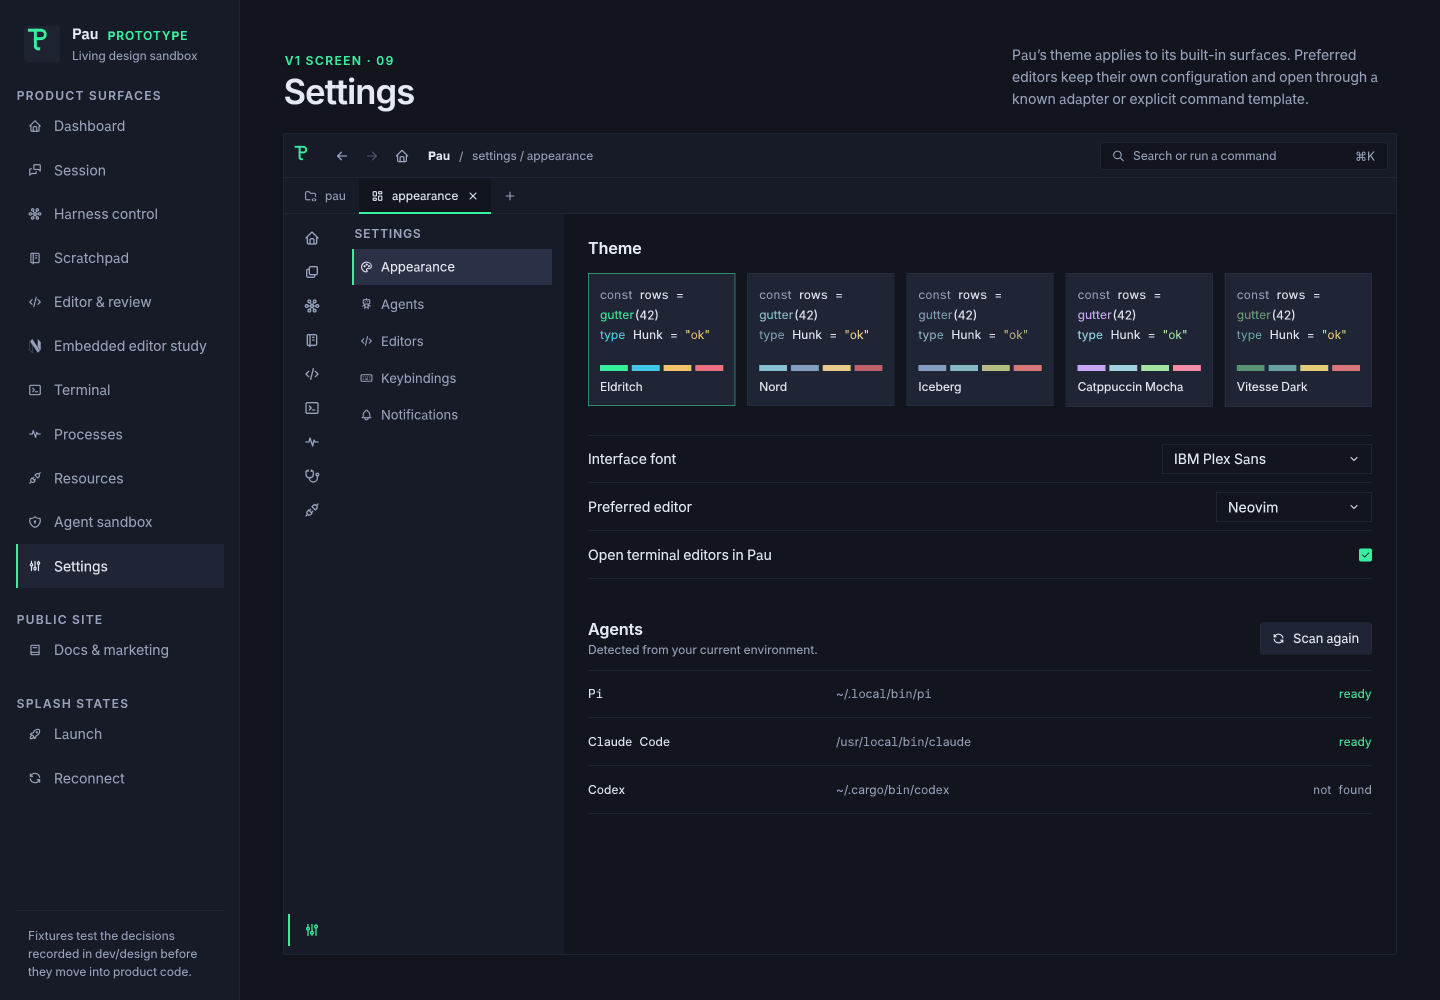 Pau PROTOTYPE
Living design sandbox
PRODUCT SURFACES
Dashboard
Session
Harness control
Scratchpad
Editor & review
Embedded editor study
Terminal
Processes
Resources
Agent sandbox
Settings
PUBLIC SITE
Docs & marketing
SPLASH STATES
Launch
Reconnect
Fixtures test the decisions
recorded in dev/design before
they move into product code.
V1 SCREEN · 09
Settings
Pau’s theme applies to its built-in surfaces. Preferred
editors keep their own configuration and open through a
known adapter or explicit command template.
Pau / settings / appearance
Search or run a command ⌘K
pau
appearance
SETTINGS
Appearance
Agents
Editors
Keybindings
Notifications
Theme
const rows =
gutter(42)
type Hunk = "ok"
Eldritch
const rows =
gutter(42)
type Hunk = "ok"
Nord
const rows =
gutter(42)
type Hunk = "ok"
Iceberg
const rows =
gutter(42)
type Hunk = "ok"
Catppuccin Mocha
const rows =
gutter(42)
type Hunk = "ok"
Vitesse Dark
Interface font IBM Plex Sans
Preferred editor Neovim
Open terminal editors in Pau
Agents
Detected from your current environment.
Scan again
Pi ~/.local/bin/pi ready
Claude Code /usr/local/bin/claude ready
Codex ~/.cargo/bin/codex not found